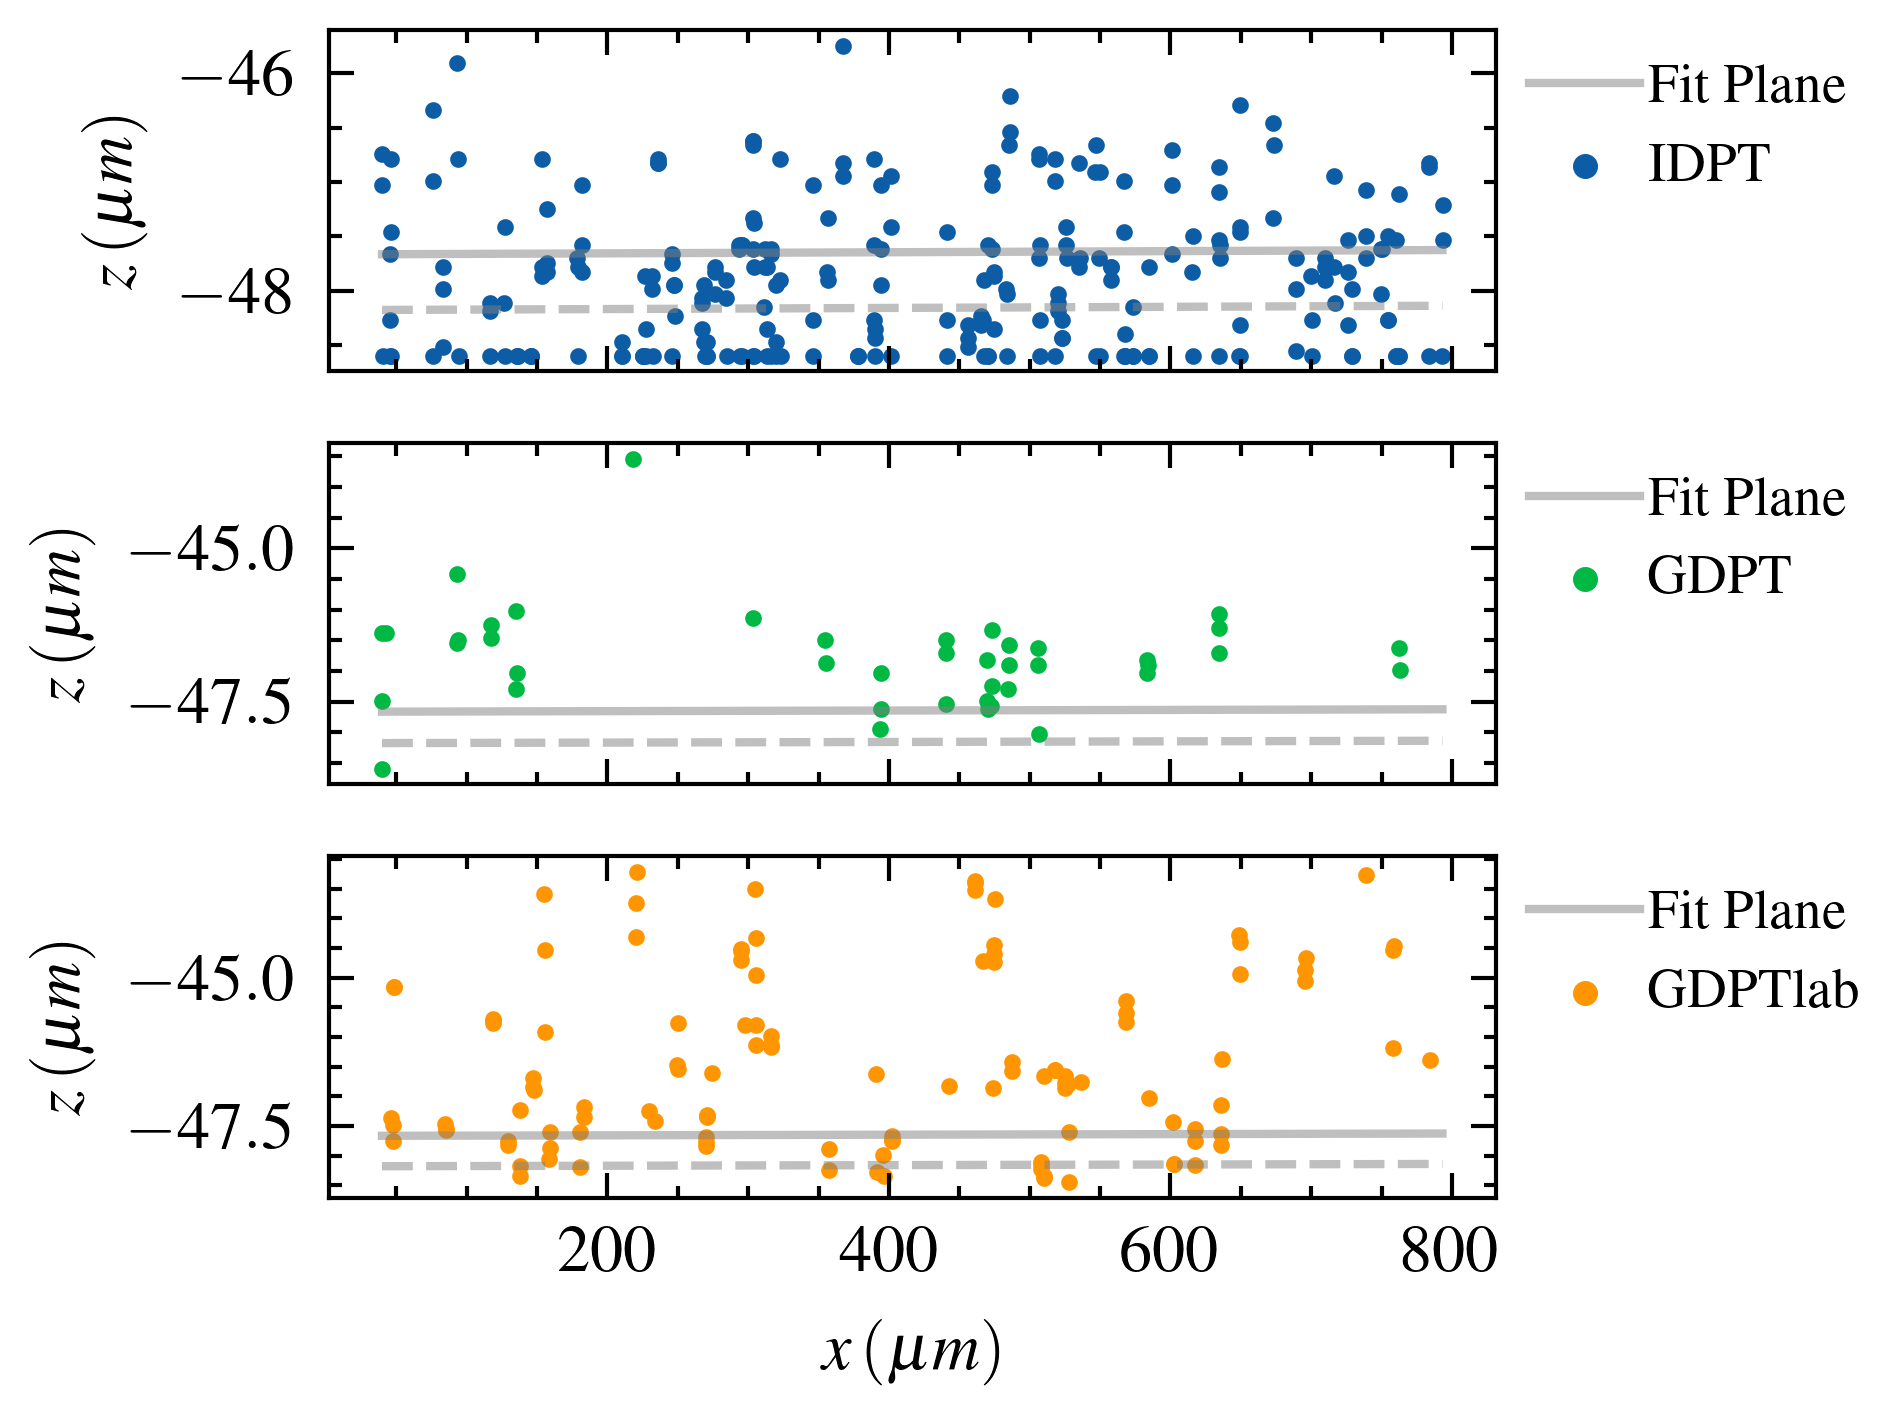 −46
−48
z (μm)
Fit Plane
IDPT
−45.0
−47.5
z (μm)
Fit Plane
GDPT
−45.0
−47.5
z (μm)
Fit Plane
GDPTlab
200 400 600 800
x (μm)